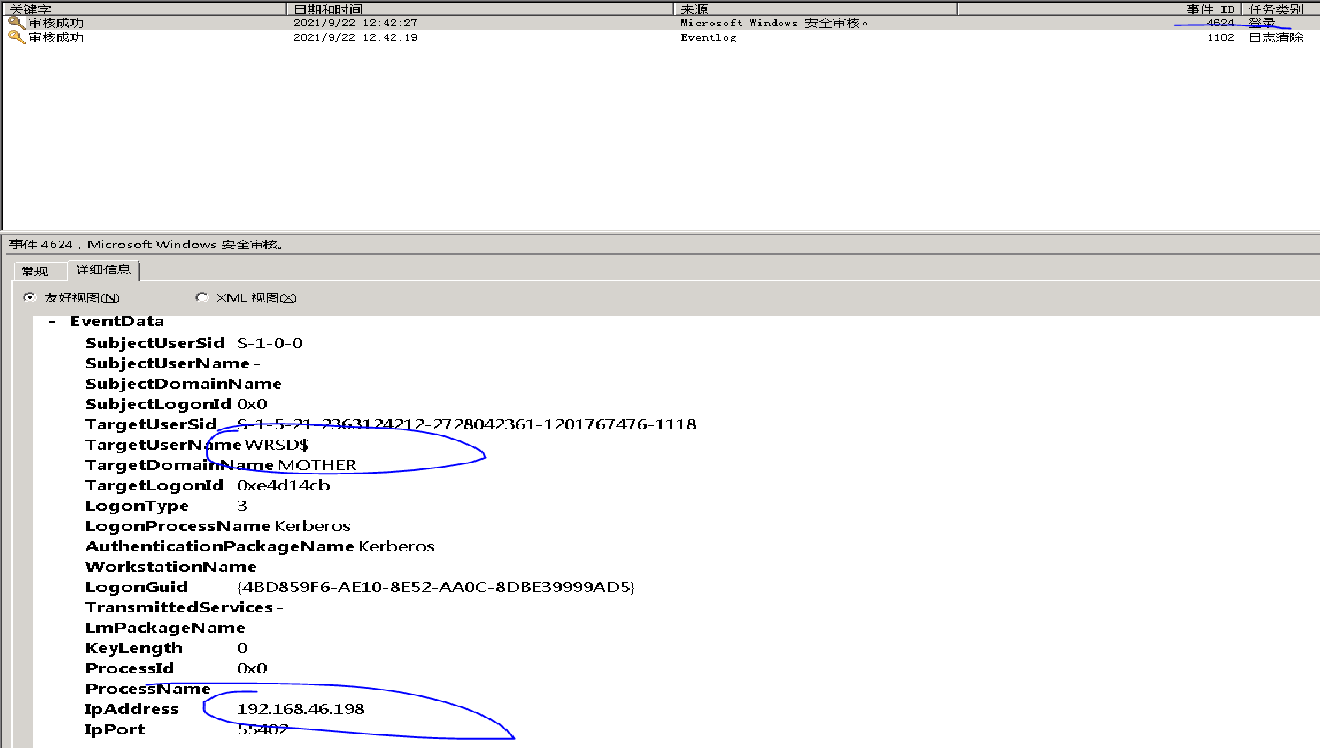 关键字 日期和时间 来源 事件 ID 任务类别
审核成功 2021/9/22 12:42:27 Microsoft Windows 安全审核。 4624 登录
审核成功 2021/9/22 12:42:19 Eventlog 1102 日志清除
事件 4624，Microsoft Windows 安全审核。
常规 详细信息
友好视图(N) XML 视图(X)
- EventData
SubjectUserSid S-1-0-0
SubjectUserName -
SubjectDomainName
SubjectLogonId 0x0
TargetUserSid S-1-5-21-2363124212-2728042361-1201767476-1118
TargetUserName WRSD$
TargetDomainName MOTHER
TargetLogonId 0xe4d14cb
LogonType 3
LogonProcessName Kerberos
AuthenticationPackageName Kerberos
WorkstationName
LogonGuid {4BD859F6-AE10-8E52-AA0C-8DBE39999AD5}
TransmittedServices -
LmPackageName
KeyLength 0
ProcessId 0x0
ProcessName
IpAddress 192.168.46.198
IpPort 55402